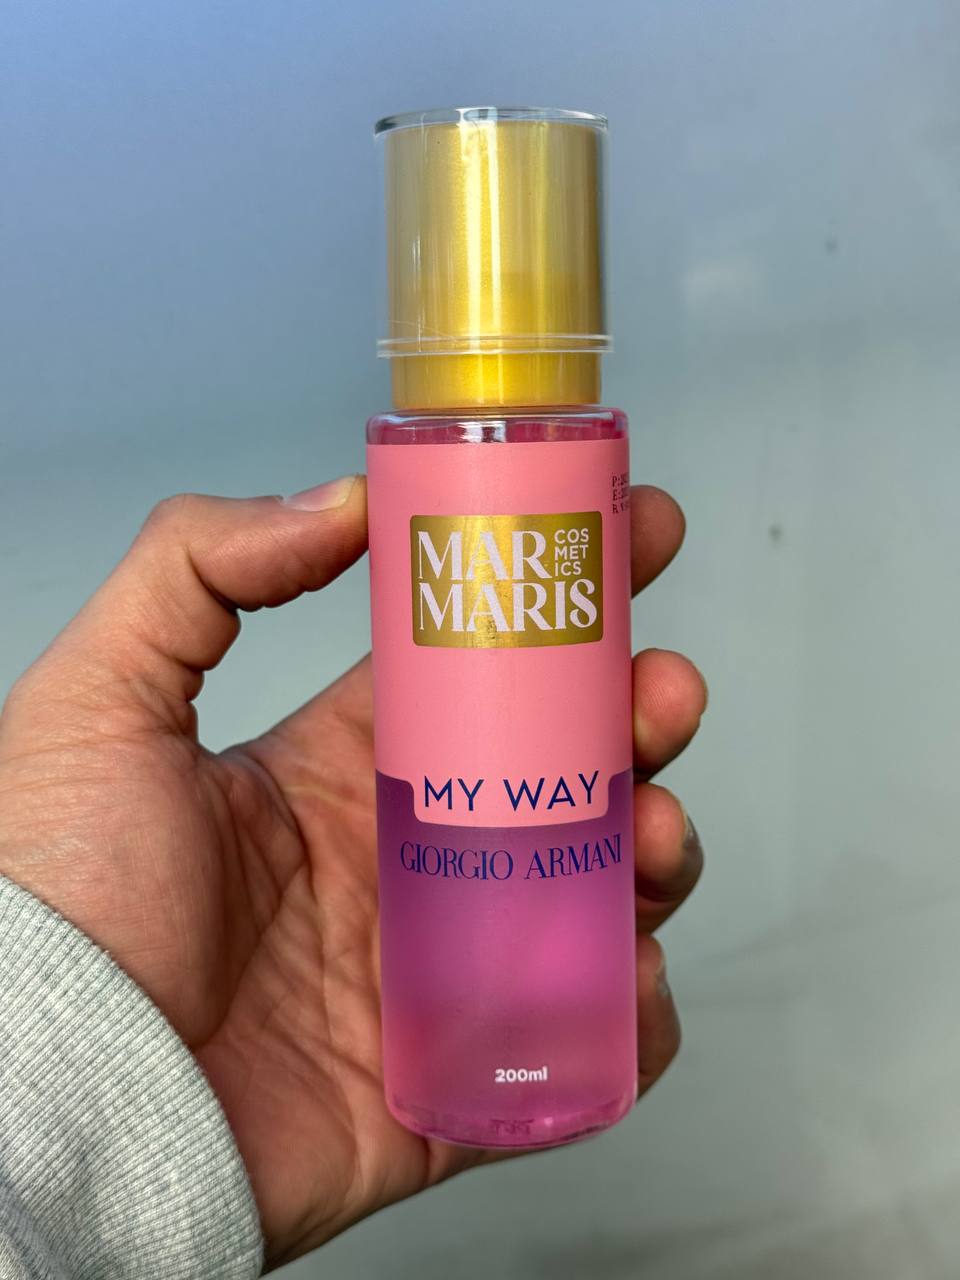 MAR COS
MET
ICS
MARIS
MY WAY
GIORGIO ARMANI
200ml